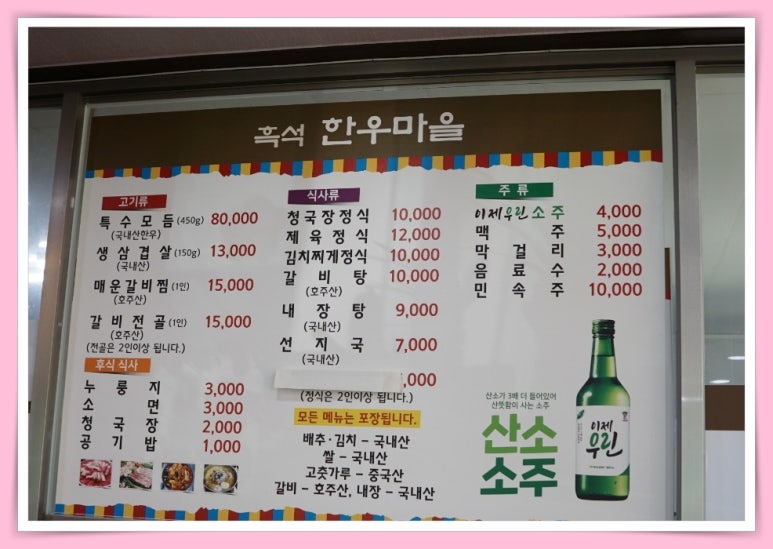 흑석 한우마을
고기류
특수모듬(450g) 80,000
(국내산한우)
생삼겹살(150g) 13,000
(국내산)
매운갈비찜(1인) 15,000
(호주산)
갈비전골(1인) 15,000
(호주산)
(전골은 2인이상 됩니다.)
후식 식사
누룽지 3,000
소면 3,000
청국장 2,000
공기밥 1,000
식사류
청국장정식 10,000
제육정식 12,000
김치찌게정식 10,000
갈비탕 10,000
(호주산)
내장탕 9,000
(국내산)
선지국 7,000
(국내산)
,000
(정식은 2인이상 됩니다.)
모든 메뉴는 포장됩니다.
배추·김치 – 국내산
쌀 – 국내산
고춧가루 – 중국산
갈비 – 호주산, 내장 – 국내산
주류
이제우린소주 4,000
맥주 5,000
막걸리 3,000
음료수 2,000
민속주 10,000
산소가 3배 더 들어있어
산뜻함이 사는 소주
산소
소주
이제
우린